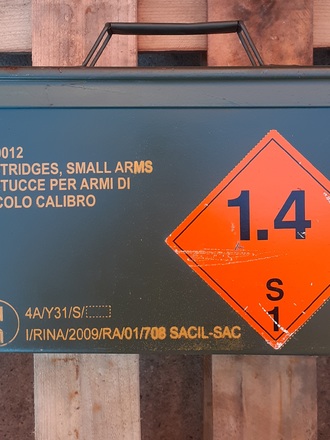 0012
TRIDGES, SMALL ARMS
TUCCE PER ARMI DI
COLO CALIBRO
1.4
S
1
4A/Y31/S/
I/RINA/2009/RA/01/708 SACIL-SAC